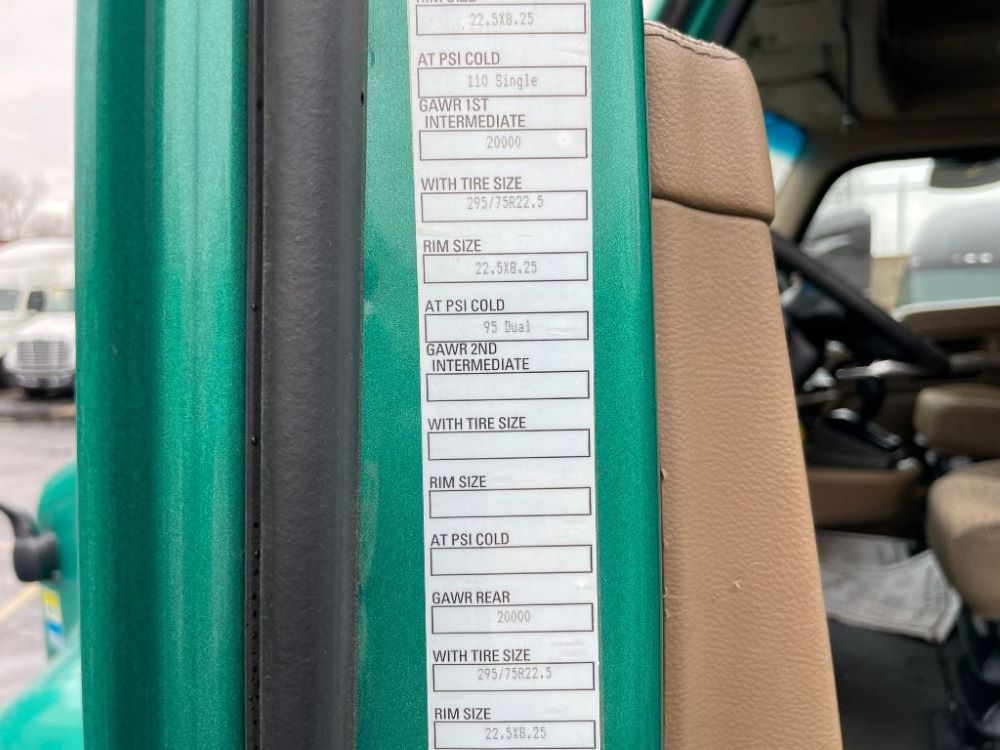 RIM SIZE
22.5X8.25
AT PSI COLD
110 Single
GAWR 1ST
INTERMEDIATE
20000
WITH TIRE SIZE
295/75R22.5
RIM SIZE
22.5X8.25
AT PSI COLD
95 Dual
GAWR 2ND
INTERMEDIATE
WITH TIRE SIZE
RIM SIZE
AT PSI COLD
GAWR REAR
20000
WITH TIRE SIZE
295/75R22.5
RIM SIZE
22.5X8.25